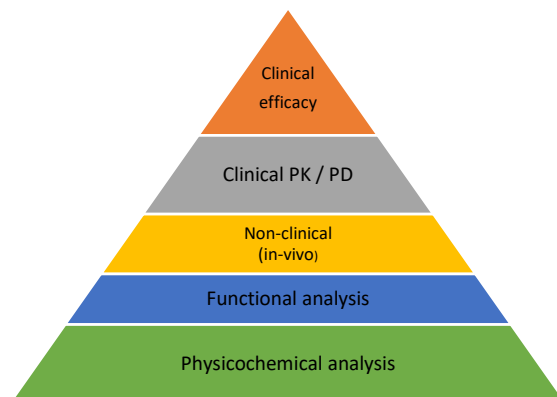 Clinical
efficacy
Clinical PK / PD
Non-clinical
(in-vivo)
Functional analysis
Physicochemical analysis